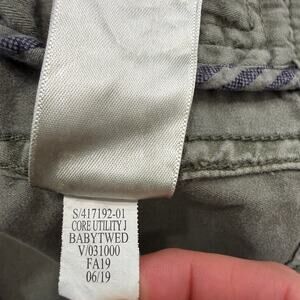 S/417192-01
CORE UTILITY J
BABYTWED
V/031000
FA19
06/19